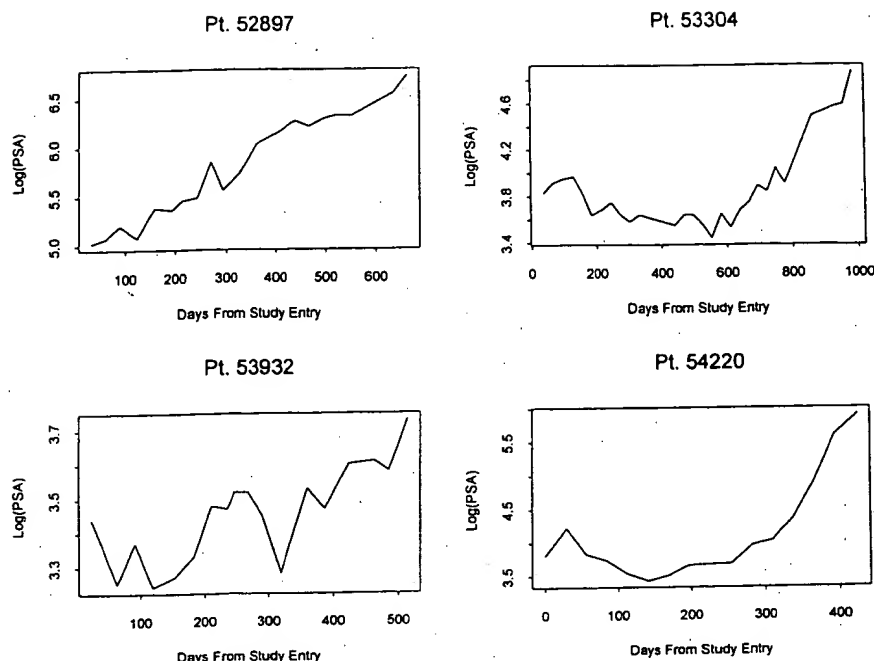 Pt. 52897
Log(PSA)
6.5
6.0
5.5
5.0
100 200 300 400 500 600
Days From Study Entry
Pt. 53304
Log(PSA)
4.6
4.2
3.8
3.4
0 200 400 600 800 1000
Days From Study Entry
Pt. 53932
Log(PSA)
3.7
3.5
3.3
100 200 300 400 500
Days From Study Entry
Pt. 54220
Log(PSA)
5.5
4.5
3.5
0 100 200 300 400
Days From Study Entry